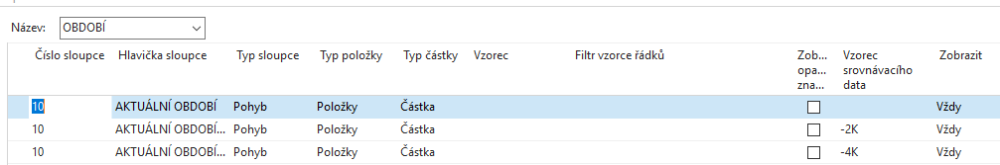 Název: OBDOBÍ
Číslo sloupce Hlavička sloupce Typ sloupce Typ položky Typ částky Vzorec Filtr vzorce řádků Zob... opa... zna... Vzorec srovnávacího data Zobrazit
10 AKTUÁLNÍ OBDOBÍ Pohyb Položky Částka Vždy
10 AKTUÁLNÍ OBDOBÍ... Pohyb Položky Částka -2K Vždy
10 AKTUÁLNÍ OBDOBÍ... Pohyb Položky Částka -4K Vždy